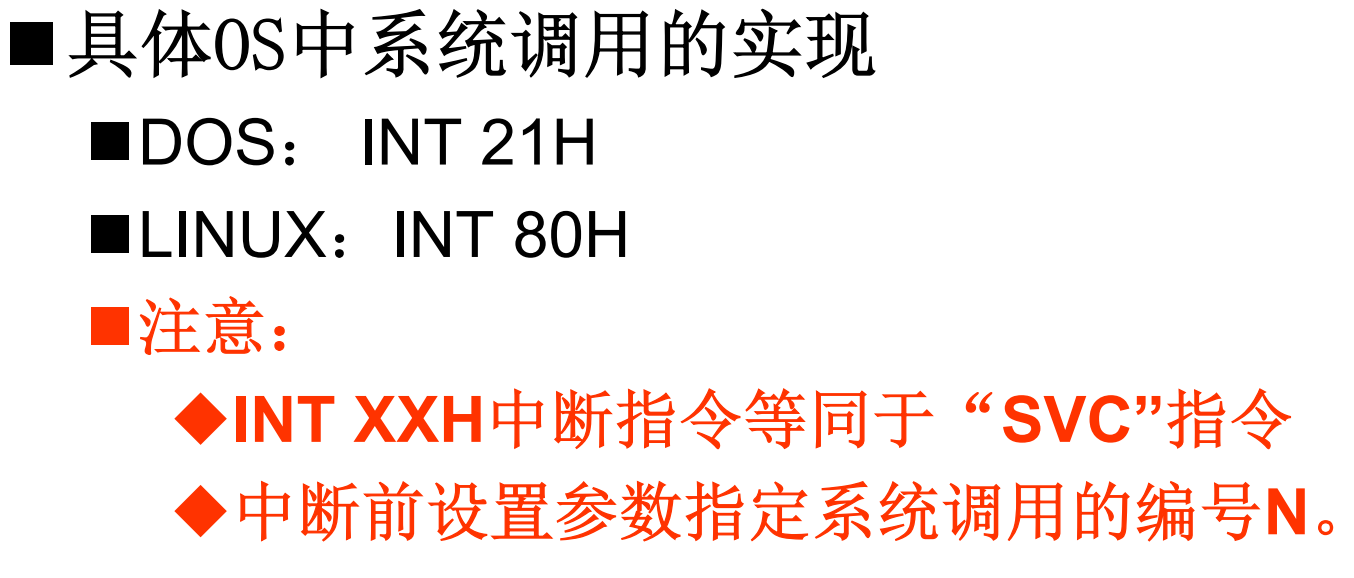 ■具体OS中系统调用的实现
■DOS： INT 21H
■LINUX：INT 80H
■注意：
◆INT XXH中断指令等同于“SVC”指令
◆中断前设置参数指定系统调用的编号N。